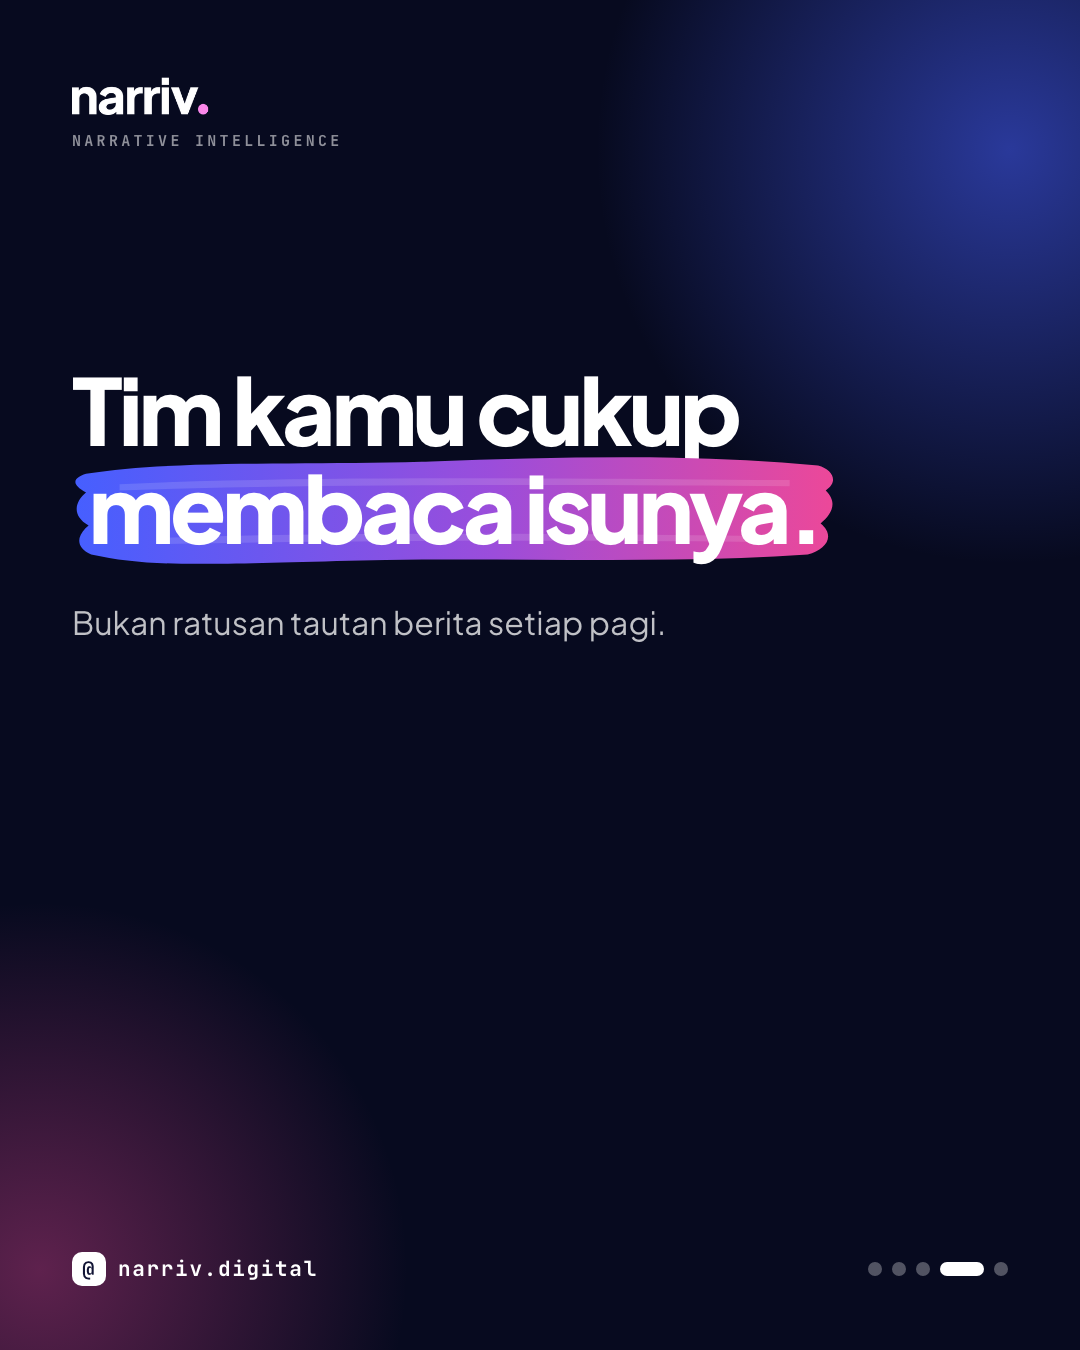 narriv.
NARRATIVE INTELLIGENCE
Tim kamu cukup
membaca isunya.
Bukan ratusan tautan berita setiap pagi.
@ narriv.digital